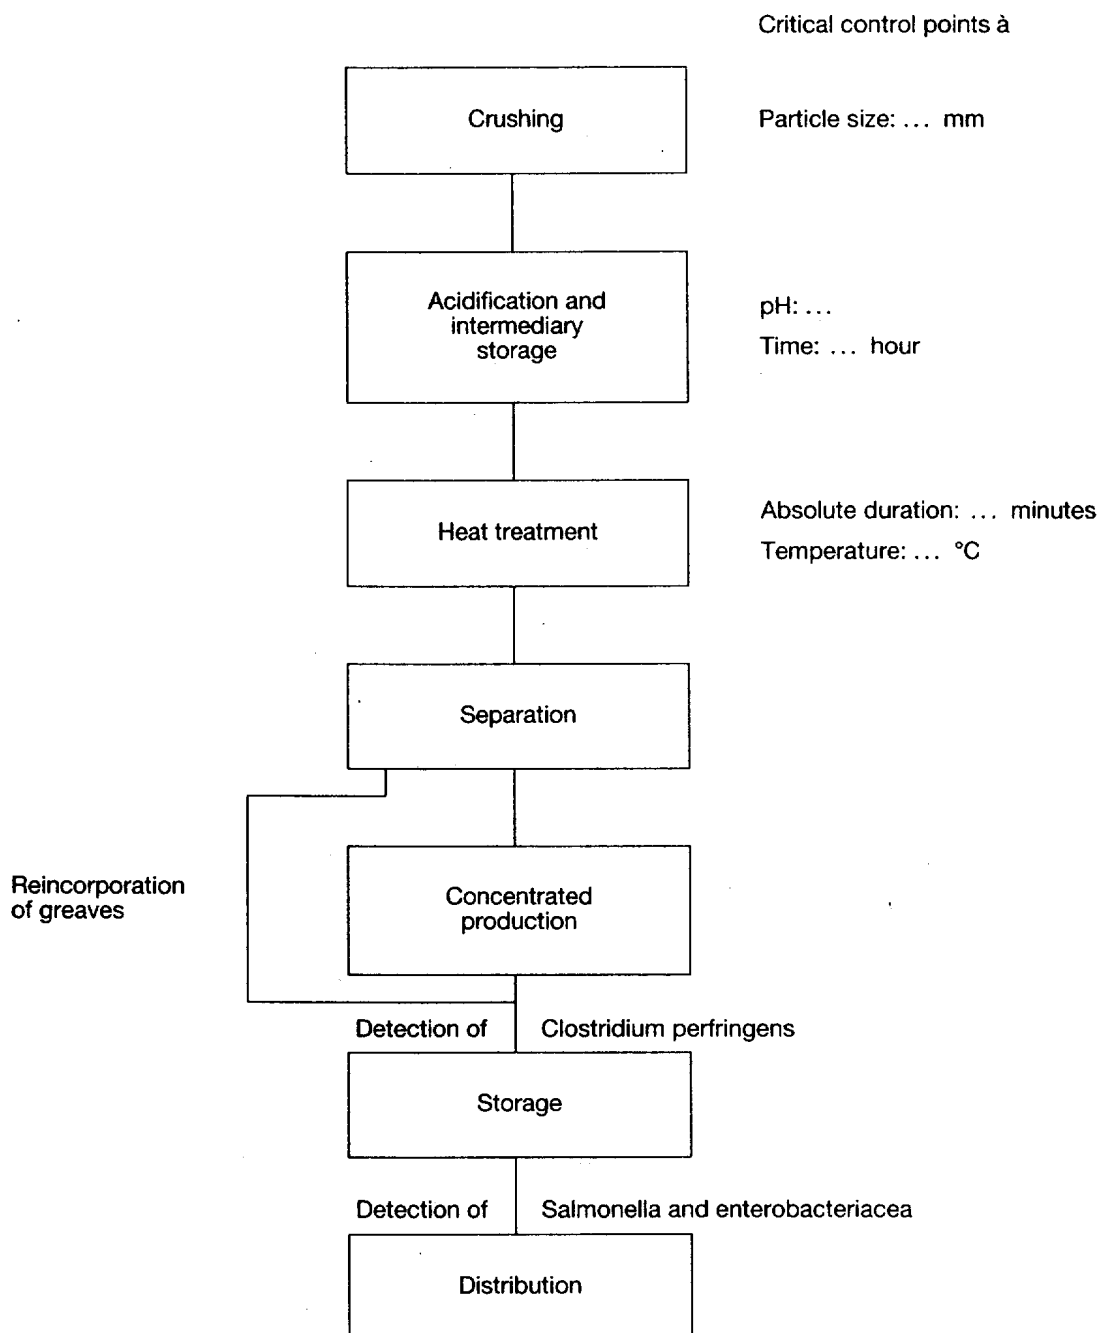 Critical control points à
Crushing
Particle size: ... mm
Acidification and
intermediary
storage
pH: ...
Time: ... hour
Heat treatment
Absolute duration: ... minutes
Temperature: ... °C
Separation
Reincorporation
of greaves
Concentrated
production
Detection of Clostridium perfringens
Storage
Detection of Salmonella and enterobacteriacea
Distribution